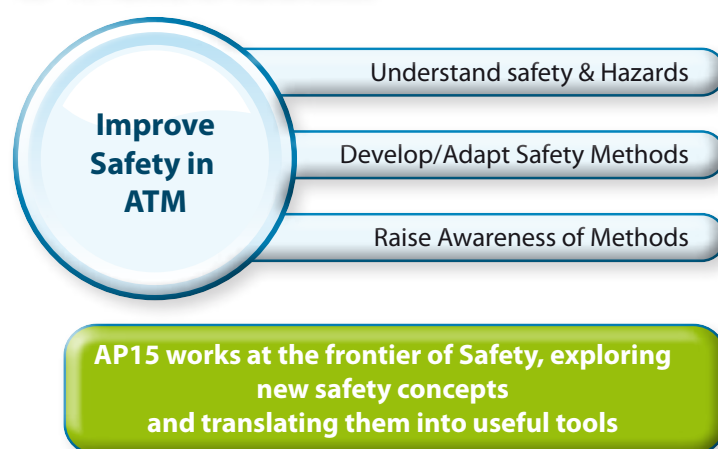 Improve
Safety in
ATM
Understand safety & Hazards
Develop/Adapt Safety Methods
Raise Awareness of Methods
AP15 works at the frontier of Safety, exploring
new safety concepts
and translating them into useful tools